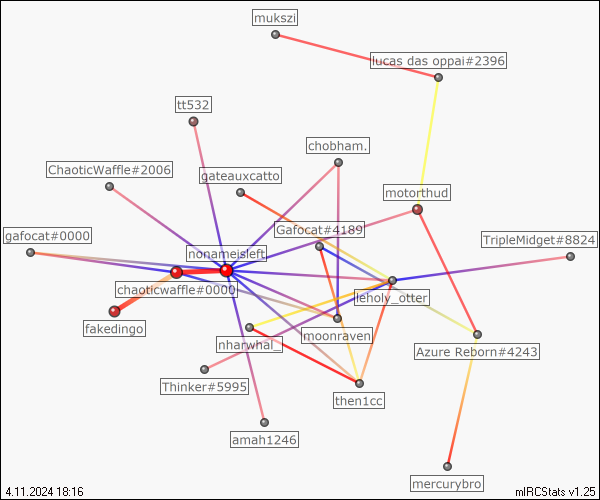 mukszi
lucas das oppai#2396
tt532
chobham.
ChaoticWaffle#2006
gateauxcatto
motorthud
gafocat#0000
Gafocat#4189
TripleMidget#8824
nonameisleft
chaoticwaffle#0000
leholy_otter
fakedingo
moonraven
nharwhal_
Azure Reborn#4243
Thinker#5995
then1cc
amah1246
mercurybro
4.11.2024 18:16
mIRCStats v1.25